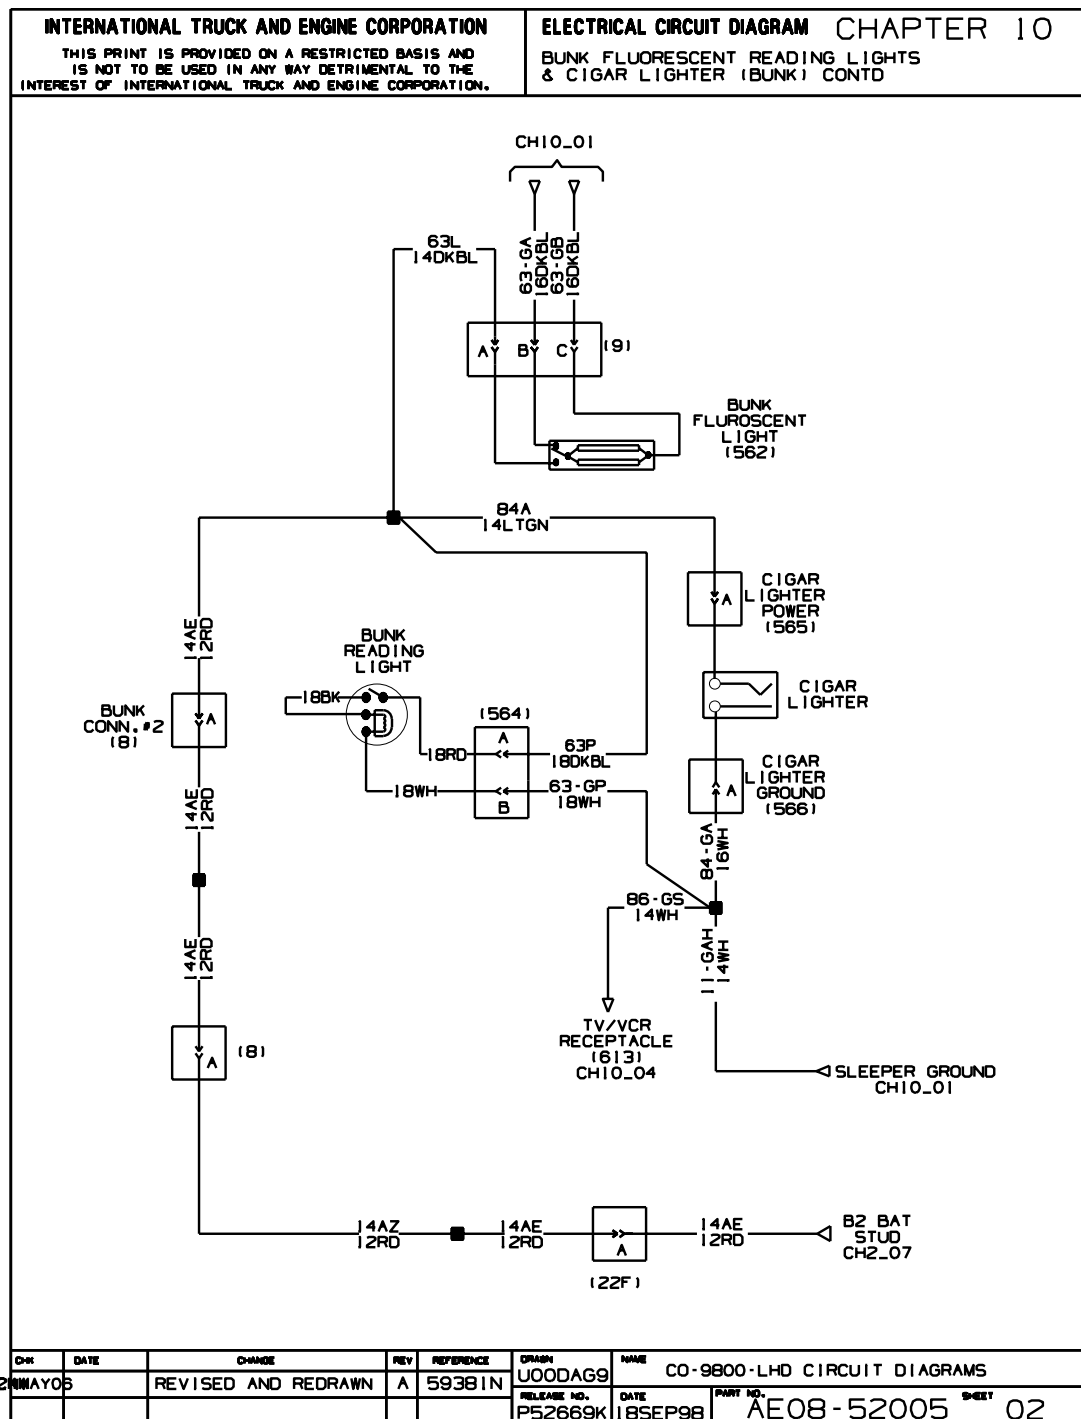 INTERNATIONAL TRUCK AND ENGINE CORPORATION
THIS PRINT IS PROVIDED ON A RESTRICTED BASIS AND
IS NOT TO BE USED IN ANY WAY DETRIMENTAL TO THE
INTEREST OF INTERNATIONAL TRUCK AND ENGINE CORPORATION.
ELECTRICAL CIRCUIT DIAGRAM CHAPTER 10
BUNK FLUORESCENT READING LIGHTS
& CIGAR LIGHTER (BUNK) CONTD
CH10_01
63L
14DKBL
63-GA
16DKBL
63-GB
16DKBL
A
B
C
(9)
BUNK
FLUROSCENT
LIGHT
(562)
84A
14LTGN
14AE
12RD
CIGAR
LIGHTER
POWER
(565)
A
BUNK
READING
LIGHT
18BK
CIGAR
LIGHTER
BUNK
CONN.#2
(8)
A
(564)
A
18RD
63P
18DKBL
18WH
63-GP
18WH
B
CIGAR
LIGHTER
GROUND
(566)
A
14AE
12RD
84-GA
16WH
86-GS
14WH
14AE
12RD
11-GAH
14WH
TV/VCR
RECEPTACLE
(613)
CH10_04
(8)
A
SLEEPER GROUND
CH10_01
14AZ
12RD
14AE
12RD
A
(22F)
14AE
12RD
B2 BAT
STUD
CH2_07
CHK DATE CHANGE REV REFERENCE DRAWN NAME
REVISED AND REDRAWN A 59381N U00DAG9 CO-9800-LHD CIRCUIT DIAGRAMS
RELEASE NO. DATE PART NO. SHEET
P52669K 18SEP98 AE08-52005 02